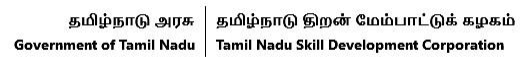 தமிழ்நாடு அரசு
Government of Tamil Nadu
தமிழ்நாடு திறன் மேம்பாட்டுக் கழகம்
Tamil Nadu Skill Development Corporation